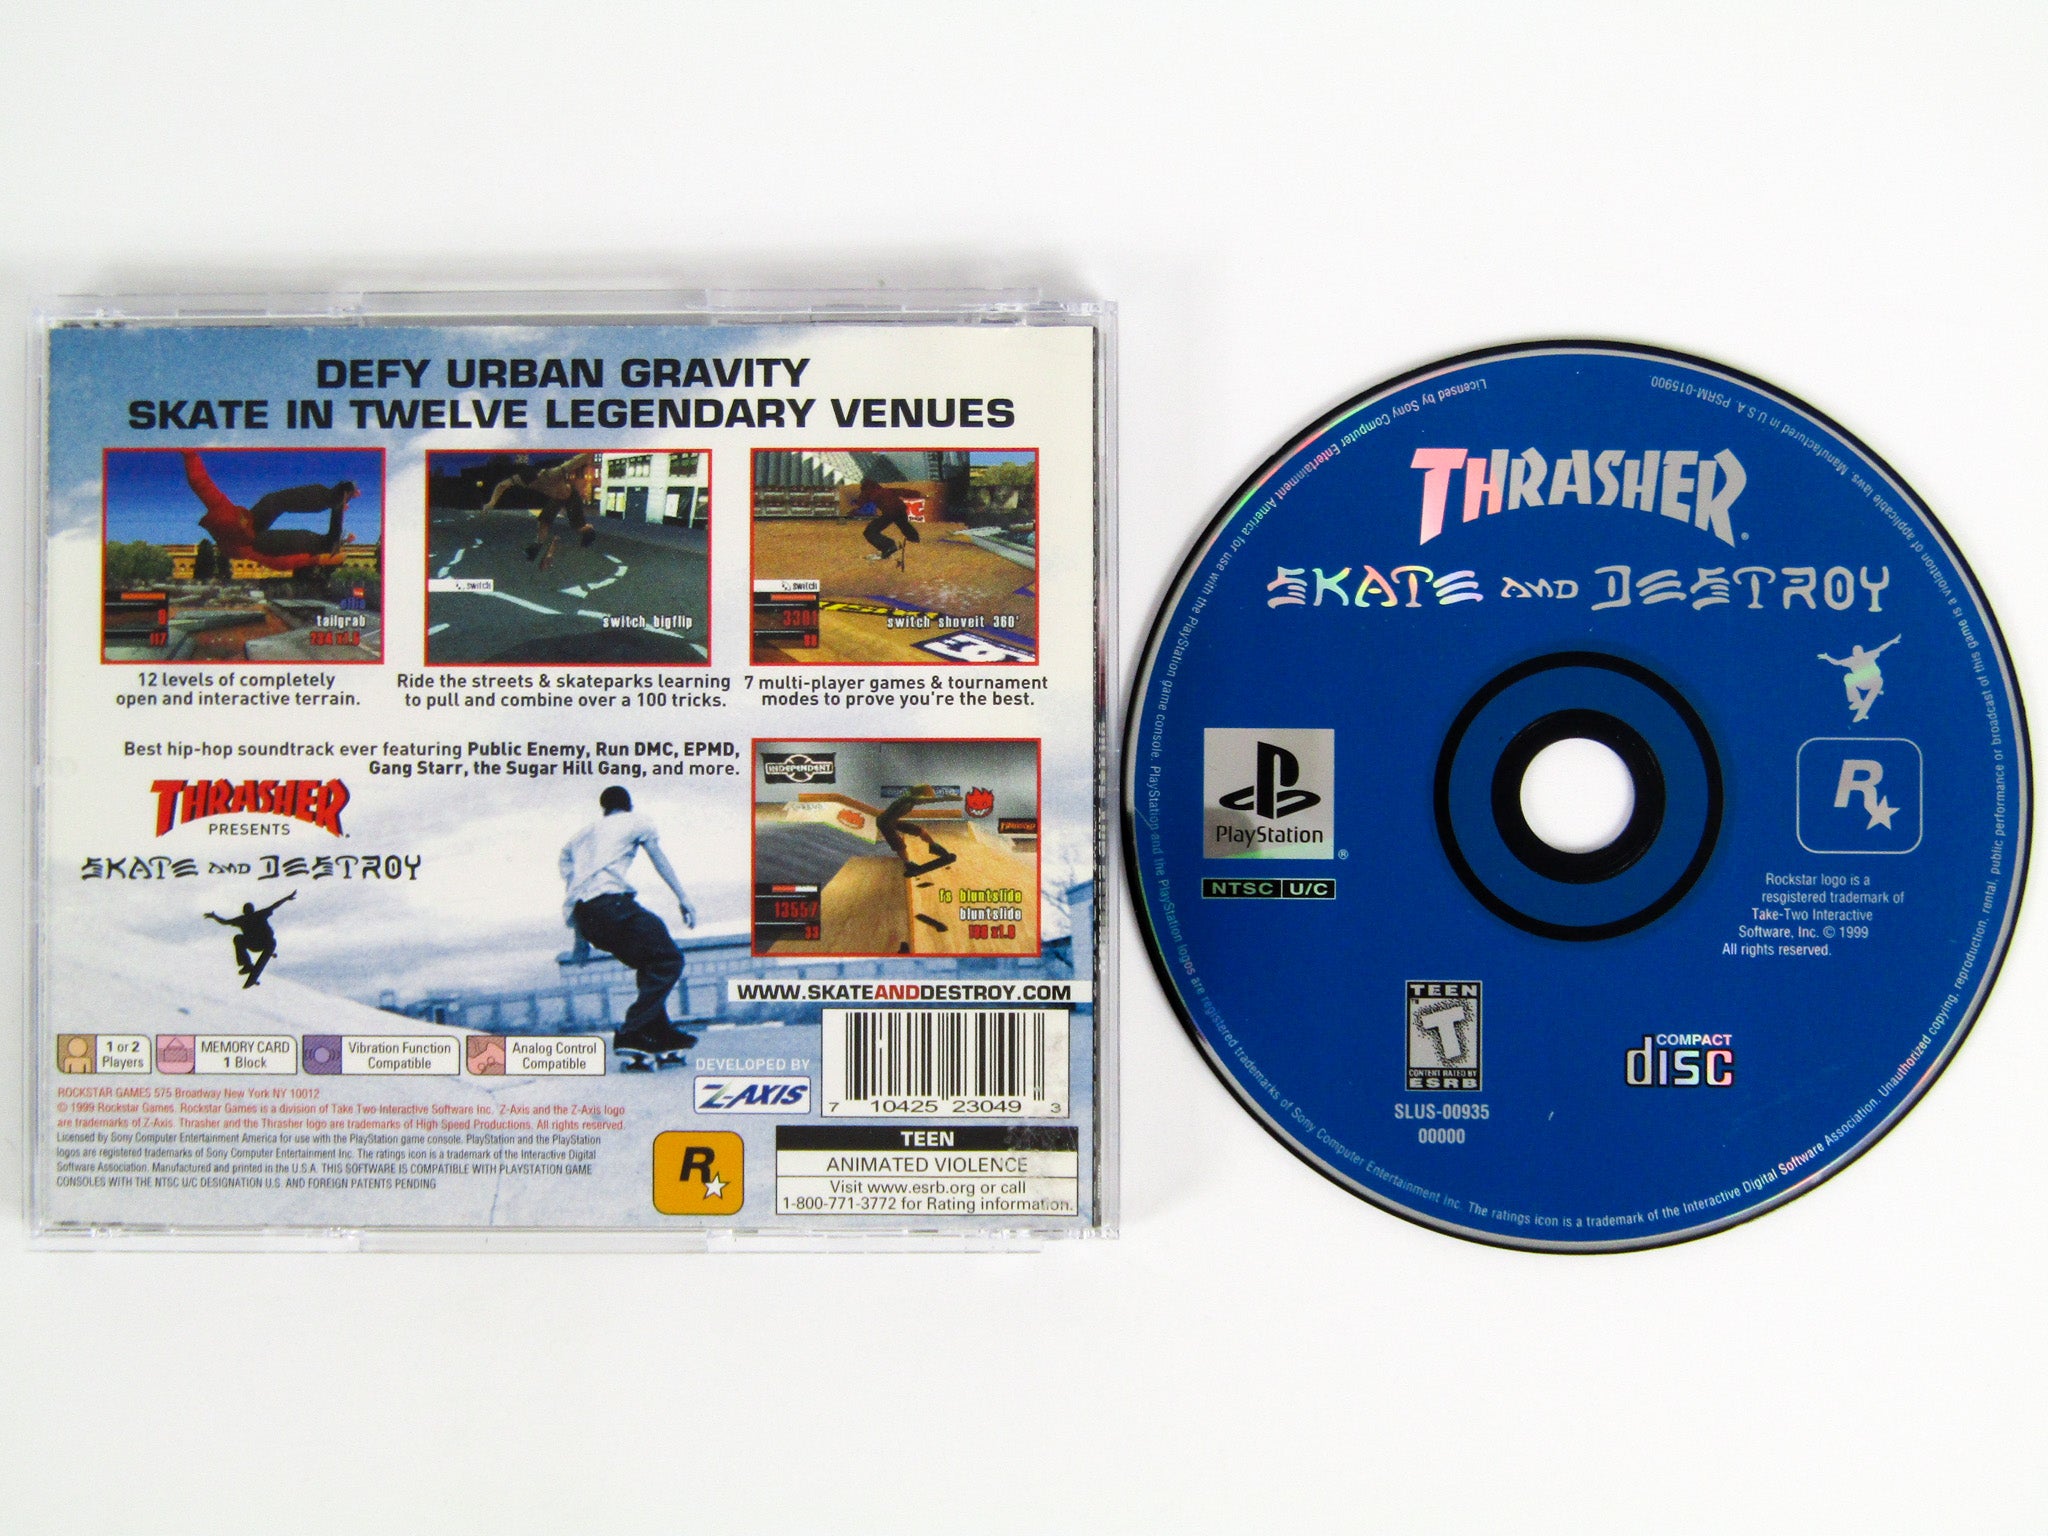 DEFY URBAN GRAVITY
SKATE IN TWELVE LEGENDARY VENUES
9
117
tailgrab
234 x1.6
switch
switch bigflip
switch
3301
switch shoveit 360°
12 levels of completely
open and interactive terrain.
Ride the streets & skateparks learning
to pull and combine over a 100 tricks.
7 multi-player games & tournament
modes to prove you're the best.
Best hip-hop soundtrack ever featuring Public Enemy, Run DMC, EPMD,
Gang Starr, the Sugar Hill Gang, and more.
THRASHER
PRESENTS
SKATE AND DESTROY
INDEPENDENT
13557
33
fs bluntslide
bluntslide
WWW.SKATEANDDESTROY.COM
1 or 2
Players
MEMORY CARD
1 Block
Vibration Function
Compatible
Analog Control
Compatible
DEVELOPED BY
Z-AXIS
7 10425 23049 3
ROCKSTAR GAMES 575 Broadway New York NY 10012
© 1999 Rockstar Games. Rockstar Games is a division of Take Two Interactive Software Inc. Z-Axis and the Z-Axis logo
are trademarks of Z-Axis. Thrasher and the Thrasher logo are trademarks of High Speed Productions. All rights reserved.
Licensed by Sony Computer Entertainment America for use with the PlayStation game console. PlayStation and the PlayStation
logos are registered trademarks of Sony Computer Entertainment Inc. The ratings icon is a trademark of the Interactive Digital
Software Association. Manufactured and printed in the U.S.A. THIS SOFTWARE IS COMPATIBLE WITH PLAYSTATION GAME
CONSOLES WITH THE NTSC U/C DESIGNATION U.S. AND FOREIGN PATENTS PENDING
R
TEEN
ANIMATED VIOLENCE
Visit www.esrb.org or call
1-800-771-3772 for Rating information.
Licensed by Sony Computer Entertainment America for use with the PlayStation game console. PlayStation and the PlayStation logos are registered trademarks of Sony Computer Entertainment Inc. The ratings icon is a trademark of the Interactive Digital Software Association. Unauthorized copying, reproduction, rental, public performance or broadcast of this game is a violation of applicable laws. Manufactured in U.S.A. PSRM-015900.
THRASHER®
SKATE AND DESTROY
PlayStation
®
NTSC U/C
R
Rockstar logo is a
resgistered trademark of
Take-Two Interactive
Software, Inc. © 1999
All rights reserved.
TEEN
T
CONTENT RATED BY
ESRB
SLUS-00935
00000
COMPACT
disc